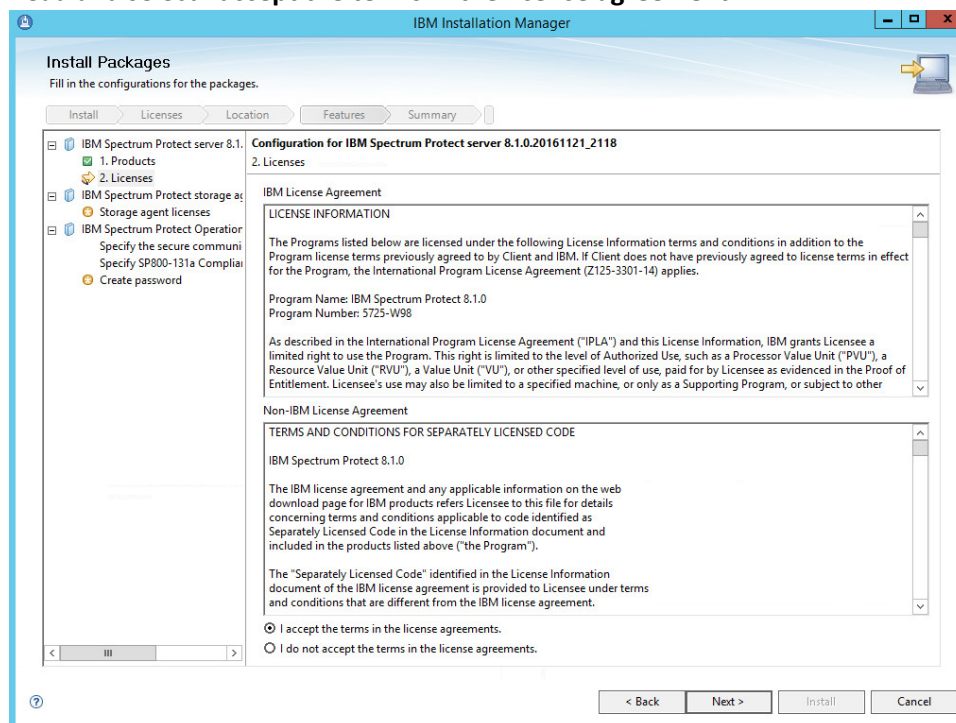 IBM Installation Manager
Install Packages
Fill in the configurations for the packages.
Install Licenses Location Features Summary
IBM Spectrum Protect server 8.1.
1. Products
2. Licenses
IBM Spectrum Protect storage ag
Storage agent licenses
IBM Spectrum Protect Operation
Specify the secure communi
Specify SP800-131a Complian
Create password
Configuration for IBM Spectrum Protect server 8.1.0.20161121_2118
2. Licenses
IBM License Agreement
LICENSE INFORMATION
The Programs listed below are licensed under the following License Information terms and conditions in addition to the
Program license terms previously agreed to by Client and IBM. If Client does not have previously agreed to license terms in effect
for the Program, the International Program License Agreement (Z125-3301-14) applies.
Program Name: IBM Spectrum Protect 8.1.0
Program Number: 5725-W98
As described in the International Program License Agreement ("IPLA") and this License Information, IBM grants Licensee a
limited right to use the Program. This right is limited to the level of Authorized Use, such as a Processor Value Unit ("PVU"), a
Resource Value Unit ("RVU"), a Value Unit ("VU"), or other specified level of use, paid for by Licensee as evidenced in the Proof of
Entitlement. Licensee's use may also be limited to a specified machine, or only as a Supporting Program, or subject to other
Non-IBM License Agreement
TERMS AND CONDITIONS FOR SEPARATELY LICENSED CODE
IBM Spectrum Protect 8.1.0
The IBM license agreement and any applicable information on the web
download page for IBM products refers Licensee to this file for details
concerning terms and conditions applicable to code identified as
Separately Licensed Code in the License Information document and
included in the products listed above ("the Program").
The "Separately Licensed Code" identified in the License Information
document of the IBM license agreement is provided to Licensee under terms
and conditions that are different from the IBM license agreement.
I accept the terms in the license agreements.
I do not accept the terms in the license agreements.
< Back Next > Install Cancel